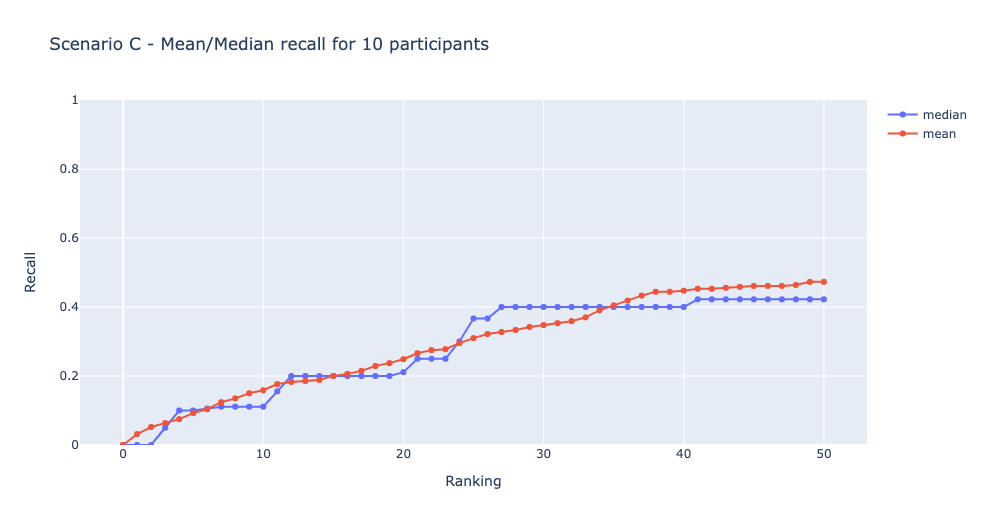 Scenario C - Mean/Median recall for 10 participants
median
mean
1
0.8
0.6
0.4
0.2
0
Recall
0 10 20 30 40 50
Ranking